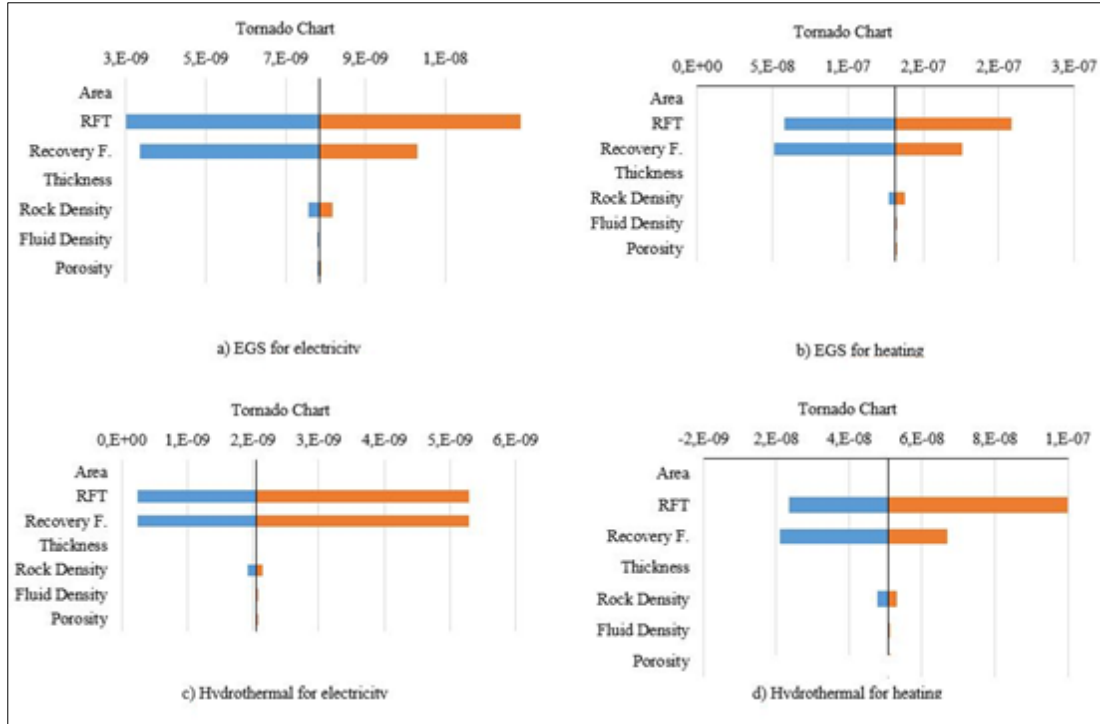 Tornado Chart
3,E-09 5,E-09 7,E-09 9,E-09 1,E-08
Area
RFT
Recovery F.
Thickness
Rock Density
Fluid Density
Porosity
a) EGS for electricity
Tornado Chart
0,E+00 5,E-08 1,E-07 2,E-07 2,E-07 3,E-07
Area
RFT
Recovery F.
Thickness
Rock Density
Fluid Density
Porosity
b) EGS for heating
Tornado Chart
0,E+00 1,E-09 2,E-09 3,E-09 4,E-09 5,E-09 6,E-09
Area
RFT
Recovery F.
Thickness
Rock Density
Fluid Density
Porosity
c) Hydrothermal for electricity
Tornado Chart
-2,E-09 2,E-08 4,E-08 6,E-08 8,E-08 1,E-07
Area
RFT
Recovery F.
Thickness
Rock Density
Fluid Density
Porosity
d) Hydrothermal for heating